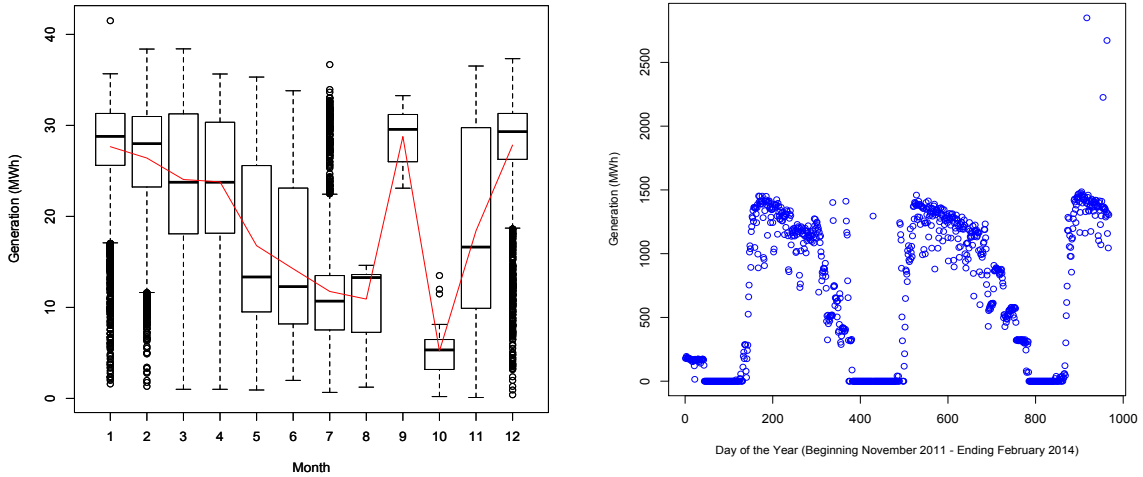 Generation (MWh)
40
30
20
10
0
1 2 3 4 5 6 7 8 9 10 11 12
Month
Generation (MWh)
2500
2000
1500
1000
500
0
0 200 400 600 800 1000
Day of the Year (Beginning November 2011 - Ending February 2014)